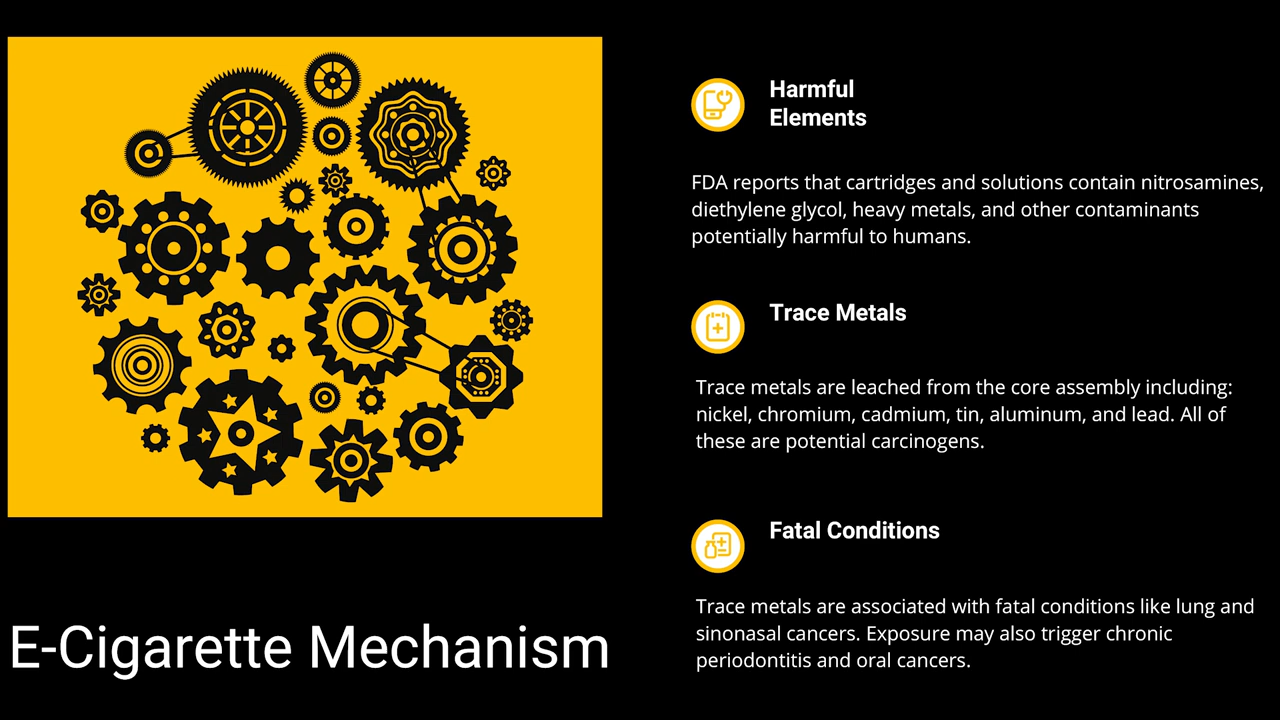 Harmful
Elements
FDA reports that cartridges and solutions contain nitrosamines,
diethylene glycol, heavy metals, and other contaminants
potentially harmful to humans.
Trace Metals
Trace metals are leached from the core assembly including:
nickel, chromium, cadmium, tin, aluminum, and lead. All of
these are potential carcinogens.
Fatal Conditions
Trace metals are associated with fatal conditions like lung and
sinonasal cancers. Exposure may also trigger chronic
periodontitis and oral cancers.
E-Cigarette Mechanism